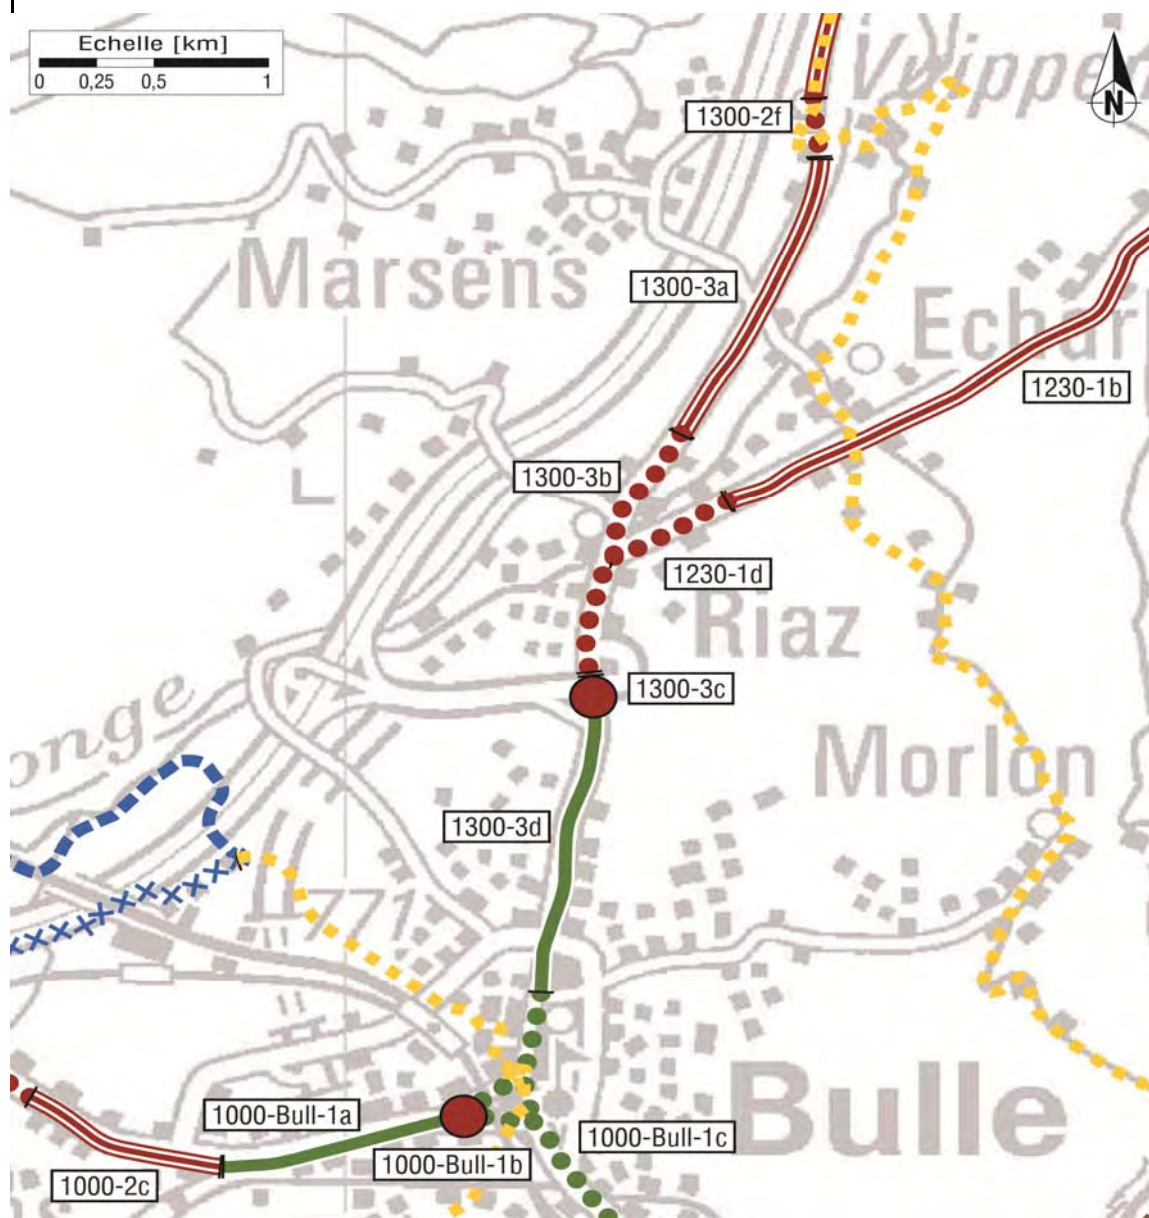 Echelle [km]
0 0,25 0,5 1
N
1300-2f
Marsens
1300-3a
Echar
1230-1b
1300-3b
1230-1d
Riaz
1300-3c
onge
Morlon
1300-3d
771
Bulle
1000-Bull-1a
1000-Bull-1c
1000-Bull-1b
1000-2c